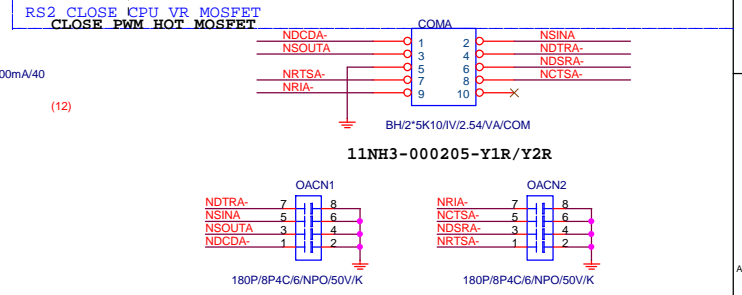 RS2 CLOSE CPU VR MOSFET
CLOSE PWM HOT MOSFET
COMA
NDCDA- 1 2 NSINA
NSOUTA 3 4 NDTRA-
5 6 NDSRA-
NRTSA- 7 8 NCTSA-
NRIA- 9 10
00mA/40
(12)
BH/2*5K10/IV/2.54/VA/COM
11NH3-000205-Y1R/Y2R
OACN1
NDTRA- 7 8
NSINA 5 6
NSOUTA 3 4
NDCDA- 1 2
180P/8P4C/6/NPO/50V/K
OACN2
NRIA- 7 8
NCTSA- 5 6
NDSRA- 3 4
NRTSA- 1 2
180P/8P4C/6/NPO/50V/K
A